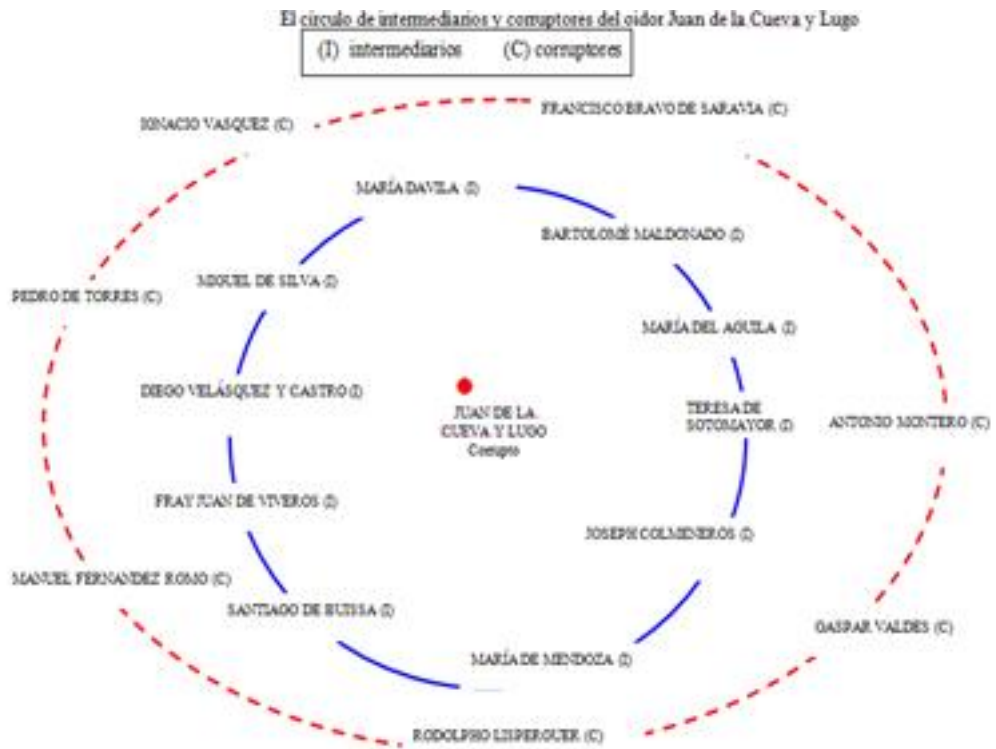 El círculo de intermediarios y corruptores del oidor Juan de la Cueva y Lugo
(I) intermediarios (C) corruptores
FRANCISCO BRAVO DE SARAVIA (C)
IGNACIO VASQUEZ (C)
MARÍA DAVILA (I)
BARTOLOMÉ MALDONADO (I)
MIGUEL DE SILVA (I)
PEDRO DE TORRES (C)
MARÍA DEL AGUILA (I)
DIEGO VELÁSQUEZ Y CASTRO (I)
JUAN DE LA
CUEVA Y LUGO
Corrupto
TERESA DE
SOTOMAYOR (I)
ANTONIO MONTERO (C)
FRAY JUAN DE VIVEROS (I)
JOSEPH COLMENEROS (I)
MANUEL FERNANDEZ ROMO (C)
SANTIAGO DE BUISSA (I)
GASPAR VALDES (C)
MARÍA DE MENDOZA (I)
RODOLPHO LISPERGUER (C)